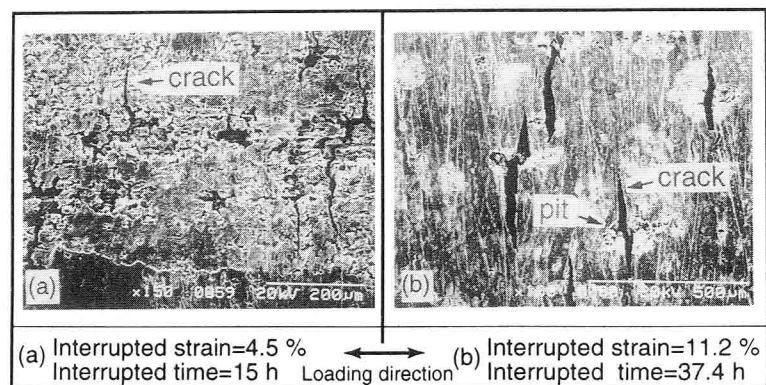 crack
(a)
×150 0059 20kV 200μm
crack
pit
(b)
500μm
(a) Interrupted strain=4.5 %
Interrupted time=15 h
Loading direction
(b) Interrupted strain=11.2 %
Interrupted time=37.4 h